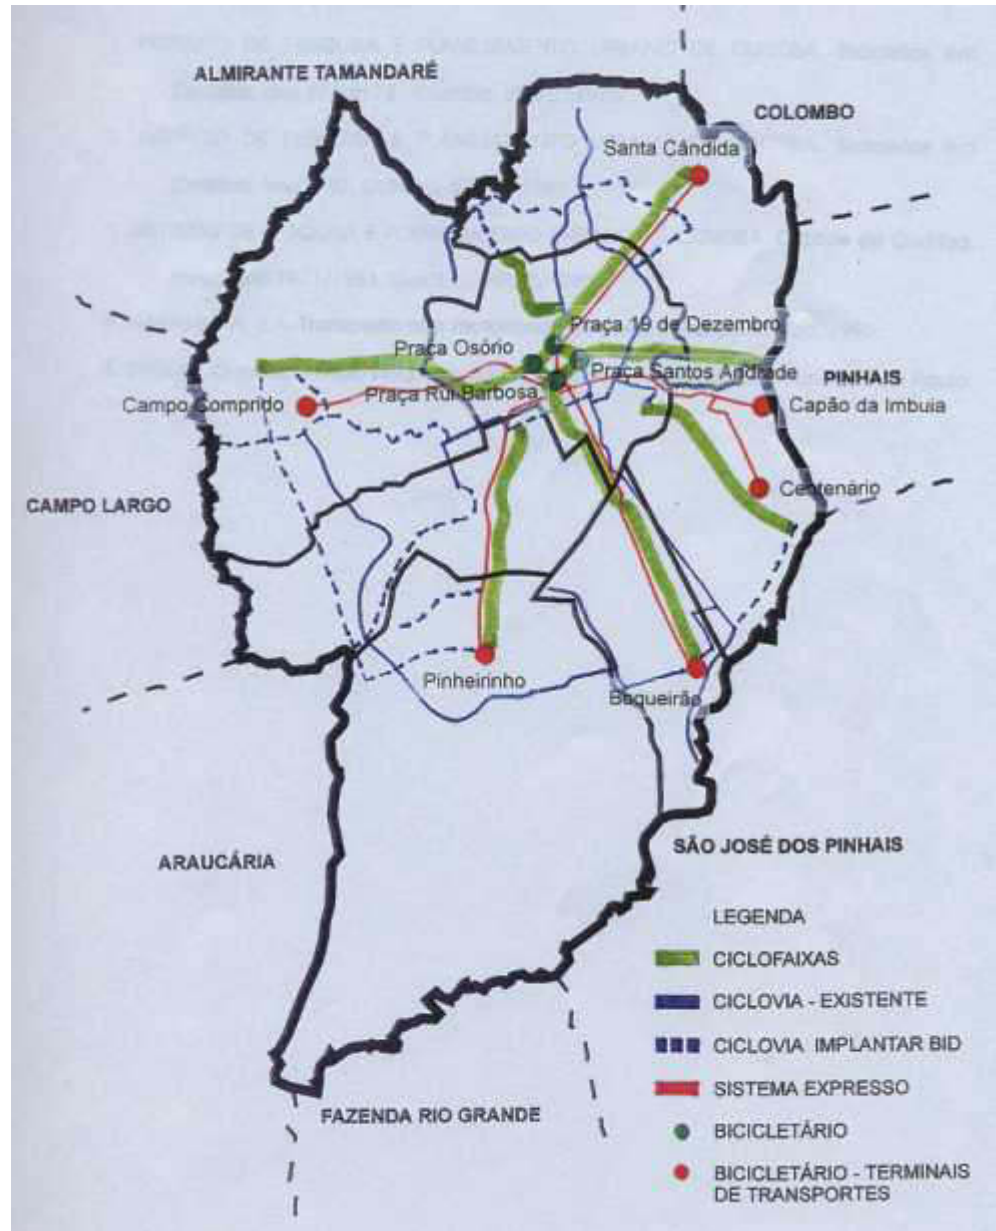 ALMIRANTE TAMANDARÉ
COLOMBO
Santa Cândida
Praça 19 de Dezembro
Praça Osório
Praça Santos Andrade
PINHAIS
Praça Rui Barbosa
Campo Comprido
Capão da Imbuia
Centenário
CAMPO LARGO
Pinheirinho
Boqueirão
ARAUCÁRIA
SÃO JOSÉ DOS PINHAIS
LEGENDA
CICLOFAIXAS
CICLOVIA - EXISTENTE
CICLOVIA IMPLANTAR BID
SISTEMA EXPRESSO
BICICLETÁRIO
BICICLETÁRIO - TERMINAIS
DE TRANSPORTES
FAZENDA RIO GRANDE